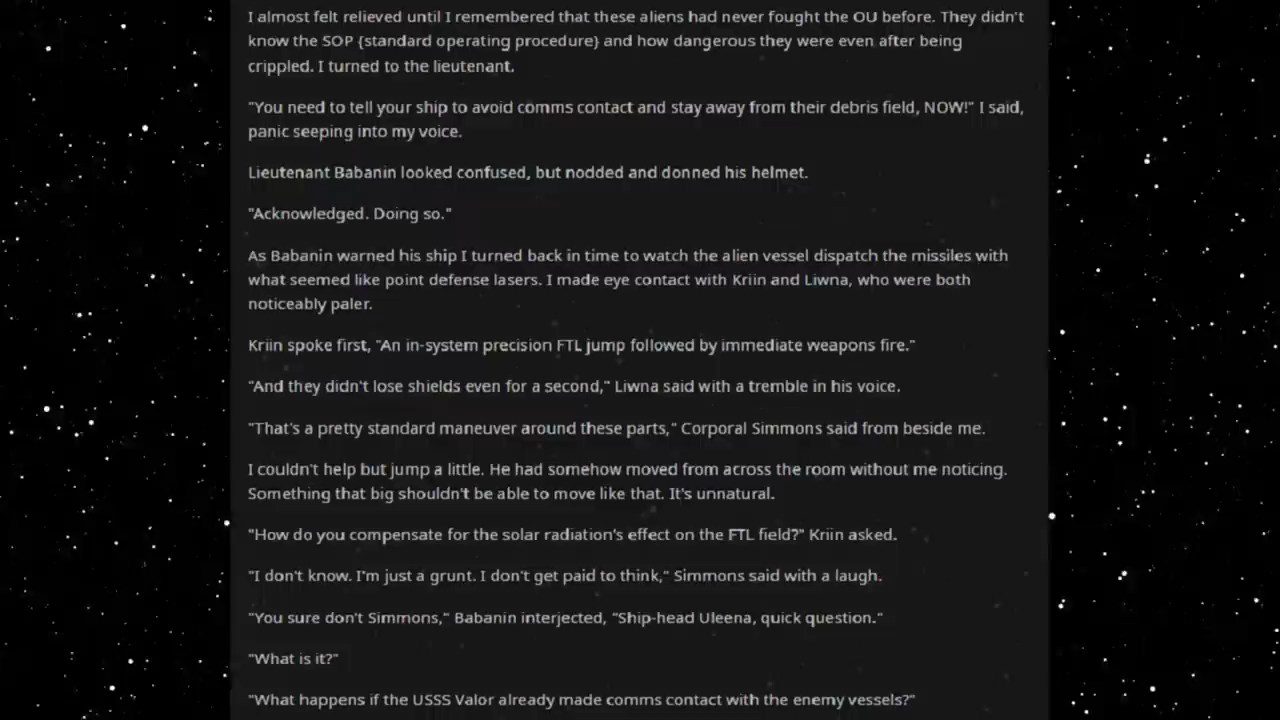 I almost felt relieved until I remembered that these aliens had never fought the OU before. They didn't
know the SOP {standard operating procedure} and how dangerous they were even after being
crippled. I turned to the lieutenant.
"You need to tell your ship to avoid comms contact and stay away from their debris field, NOW!" I said,
panic seeping into my voice.
Lieutenant Babanin looked confused, but nodded and donned his helmet.
"Acknowledged. Doing so."
As Babanin warned his ship I turned back in time to watch the alien vessel dispatch the missiles with
what seemed like point defense lasers. I made eye contact with Kriin and Liwna, who were both
noticeably paler.
Kriin spoke first, "An in-system precision FTL jump followed by immediate weapons fire."
"And they didn't lose shields even for a second," Liwna said with a tremble in his voice.
"That's a pretty standard maneuver around these parts," Corporal Simmons said from beside me.
I couldn't help but jump a little. He had somehow moved from across the room without me noticing.
Something that big shouldn't be able to move like that. It's unnatural.
"How do you compensate for the solar radiation's effect on the FTL field?" Kriin asked.
"I don't know. I'm just a grunt. I don't get paid to think," Simmons said with a laugh.
"You sure don't Simmons," Babanin interjected, "Ship-head Uleena, quick question."
"What is it?"
"What happens if the USSS Valor already made comms contact with the enemy vessels?"